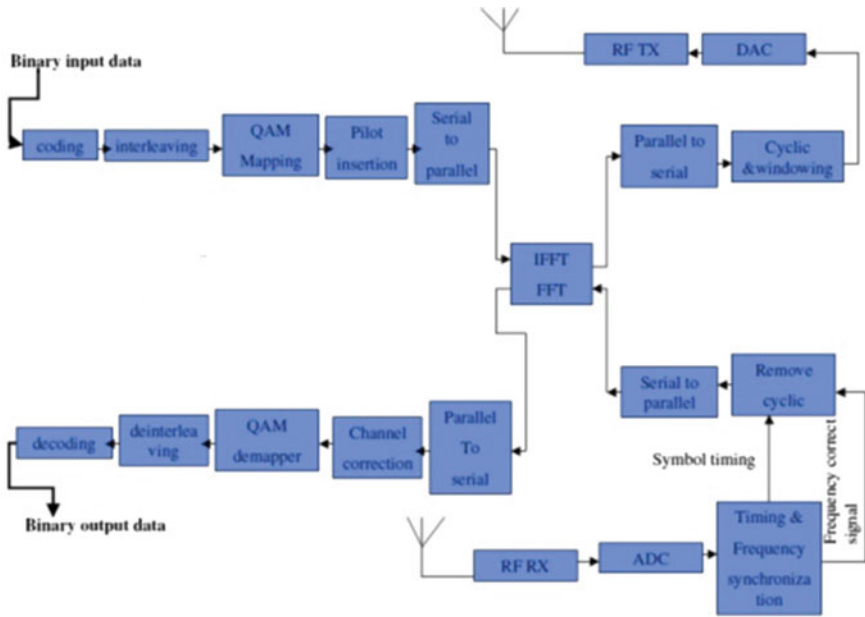 Binary input data
coding
interleaving
QAM
Mapping
Pilot
insertion
Serial
to
parallel
IFFT
FFT
Parallel to
serial
Cyclic
&windowing
DAC
RF TX
RF RX
ADC
Timing &
Frequency
synchroniza
tion
Symbol timing
Frequency correct
signal
Remove
cyclic
Serial to
parallel
Parallel
To
serial
Channel
correction
QAM
demapper
deinterlea
ving
decoding
Binary output data